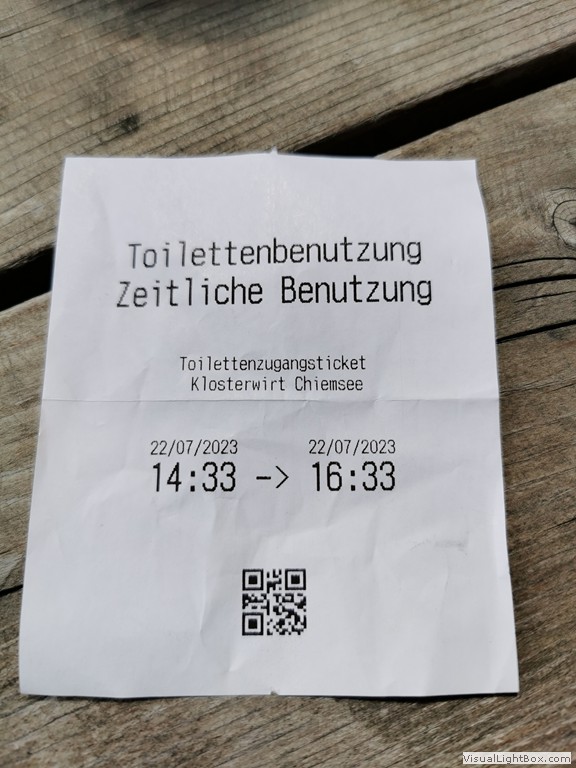 Toilettenbenutzung
Zeitliche Benutzung
Toilettenzugangsticket
Klosterwirt Chiemsee
22/07/2023 22/07/2023
14:33 -> 16:33
VisualLightBox.com